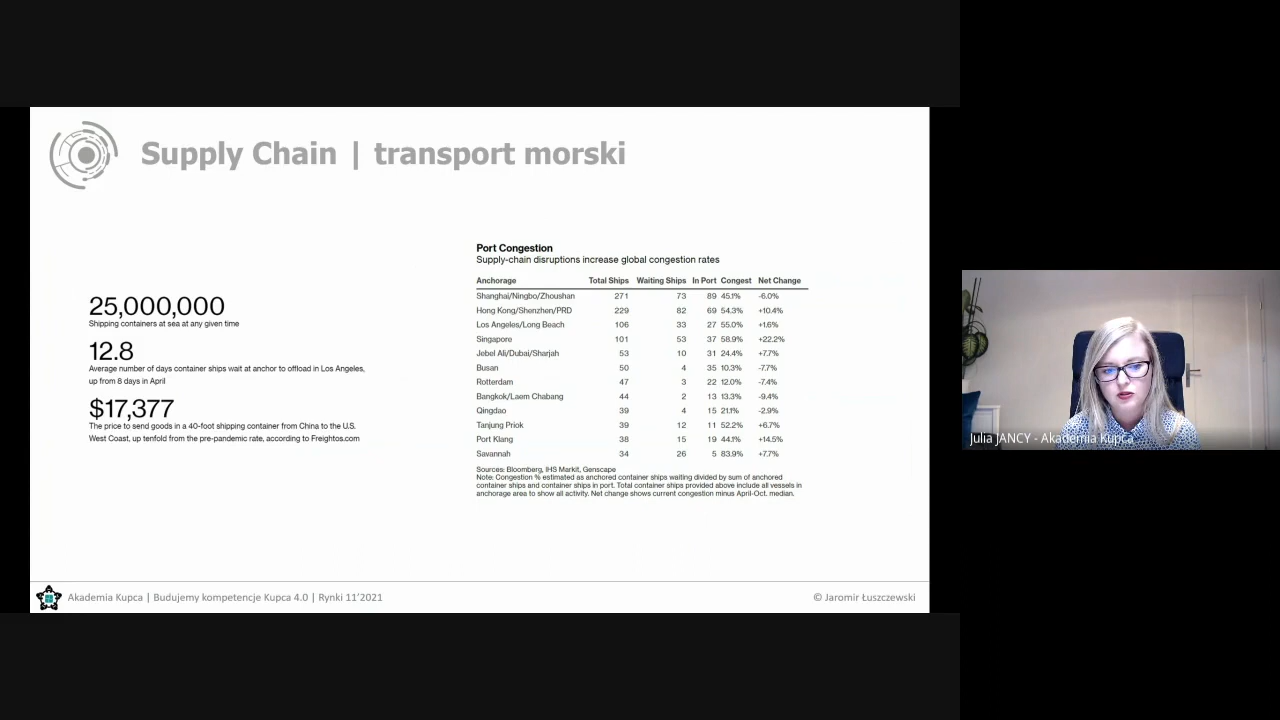 Supply Chain | transport morski
25,000,000
Shipping containers at sea at any given time
12.8
Average number of days container ships wait at anchor to offload in Los Angeles,
up from 8 days in April
$17,377
The price to send goods in a 40-foot shipping container from China to the U.S.
West Coast, up tenfold from the pre-pandemic rate, according to Freightos.com
Port Congestion
Supply-chain disruptions increase global congestion rates
Anchorage Total Ships Waiting Ships In Port Congest Net Change
Shanghai/Ningbo/Zhoushan 271 73 89 45.1% -6.0%
Hong Kong/Shenzhen/PRD 229 82 69 54.3% +10.4%
Los Angeles/Long Beach 106 33 27 55.0% +1.6%
Singapore 101 53 37 58.9% +22.2%
Jebel Ali/Dubai/Sharjah 53 10 31 24.4% +7.7%
Busan 50 4 35 10.3% -7.7%
Rotterdam 47 3 22 12.0% -7.4%
Bangkok/Laem Chabang 44 2 13 13.3% -9.4%
Qingdao 39 4 15 21.1% -2.9%
Tanjung Priok 39 12 11 52.2% +6.7%
Port Klang 38 15 19 44.1% +14.5%
Savannah 34 26 5 83.9% +7.7%
Sources: Bloomberg, IHS Markit, Genscape
Note: Congestion % estimated as anchored container ships waiting divided by sum of anchored
container ships and container ships in port. Total container ships provided above include all vessels in
anchorage area to show all activity. Net change shows current congestion minus April-Oct. median.
Julia JANCY - Akademia Kupca
Akademia Kupca | Budujemy kompetencje Kupca 4.0 | Rynki 11'2021
© Jaromir Łuszczewski